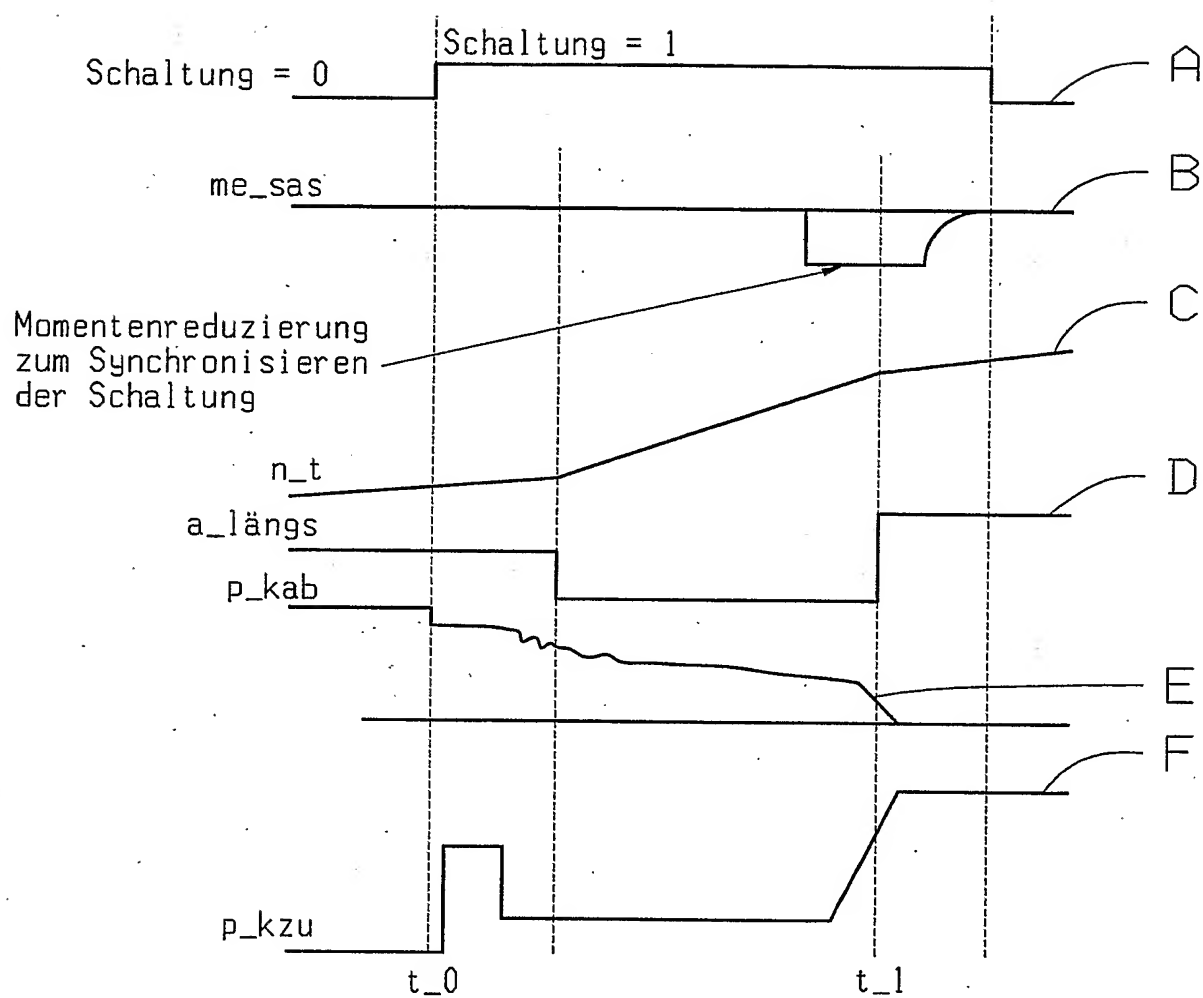 Schaltung = 1
Schaltung = 0
A
me_sas
B
Momentenreduzierung
zum Synchronisieren
der Schaltung
C
n_t
D
a_längs
p_kab
E
F
p_kzu
t_0
t_1